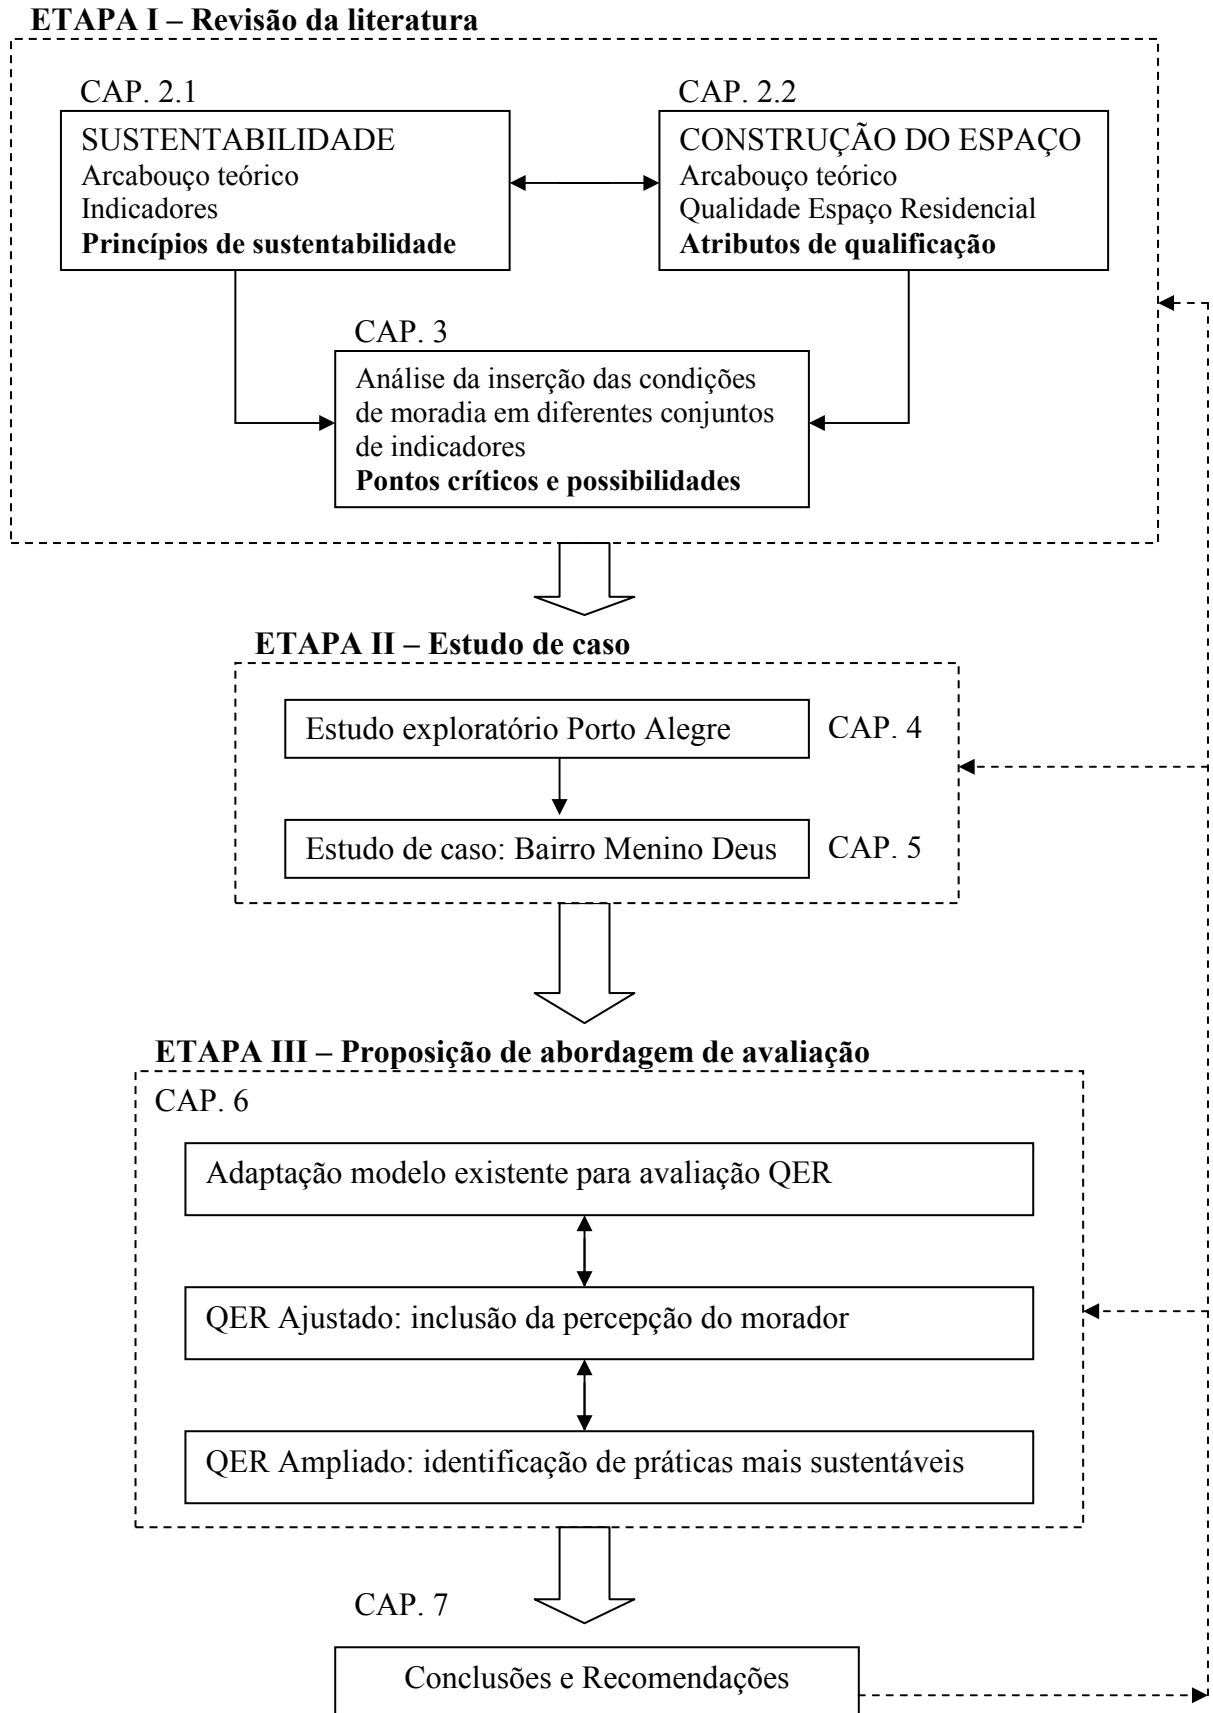 ETAPA I – Revisão da literatura
CAP. 2.1
SUSTENTABILIDADE
Arcabouço teórico
Indicadores
Princípios de sustentabilidade
CAP. 2.2
CONSTRUÇÃO DO ESPAÇO
Arcabouço teórico
Qualidade Espaço Residencial
Atributos de qualificação
CAP. 3
Análise da inserção das condições
de moradia em diferentes conjuntos
de indicadores
Pontos críticos e possibilidades
ETAPA II – Estudo de caso
Estudo exploratório Porto Alegre
CAP. 4
Estudo de caso: Bairro Menino Deus
CAP. 5
ETAPA III – Proposição de abordagem de avaliação
CAP. 6
Adaptação modelo existente para avaliação QER
QER Ajustado: inclusão da percepção do morador
QER Ampliado: identificação de práticas mais sustentáveis
CAP. 7
Conclusões e Recomendações